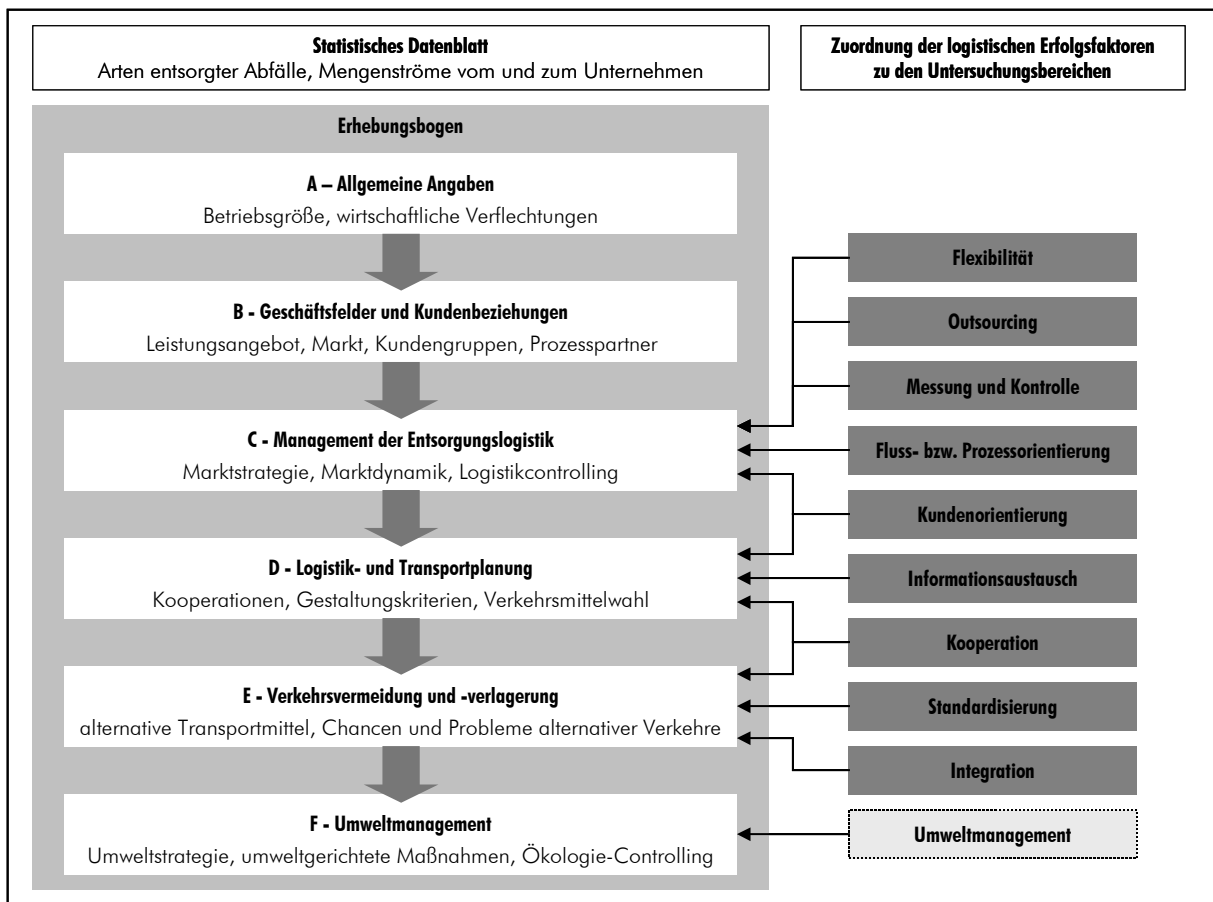 Statistisches Datenblatt
Arten entsorgter Abfälle, Mengenströme vom und zum Unternehmen
Zuordnung der logistischen Erfolgsfaktoren
zu den Untersuchungsbereichen
Erhebungsbogen
A – Allgemeine Angaben
Betriebsgröße, wirtschaftliche Verflechtungen
B - Geschäftsfelder und Kundenbeziehungen
Leistungsangebot, Markt, Kundengruppen, Prozesspartner
C - Management der Entsorgungslogistik
Marktstrategie, Marktdynamik, Logistikcontrolling
D - Logistik- und Transportplanung
Kooperationen, Gestaltungskriterien, Verkehrsmittelwahl
E - Verkehrsvermeidung und -verlagerung
alternative Transportmittel, Chancen und Probleme alternativer Verkehre
F - Umweltmanagement
Umweltstrategie, umweltgerichtete Maßnahmen, Ökologie-Controlling
Flexibilität
Outsourcing
Messung und Kontrolle
Fluss- bzw. Prozessorientierung
Kundenorientierung
Informationsaustausch
Kooperation
Standardisierung
Integration
Umweltmanagement